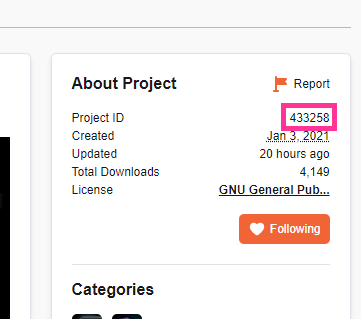 About Project
Report
Project ID 433258
Created Jan 3, 2021
Updated 20 hours ago
Total Downloads 4,149
License GNU General Pub...
Following
Categories